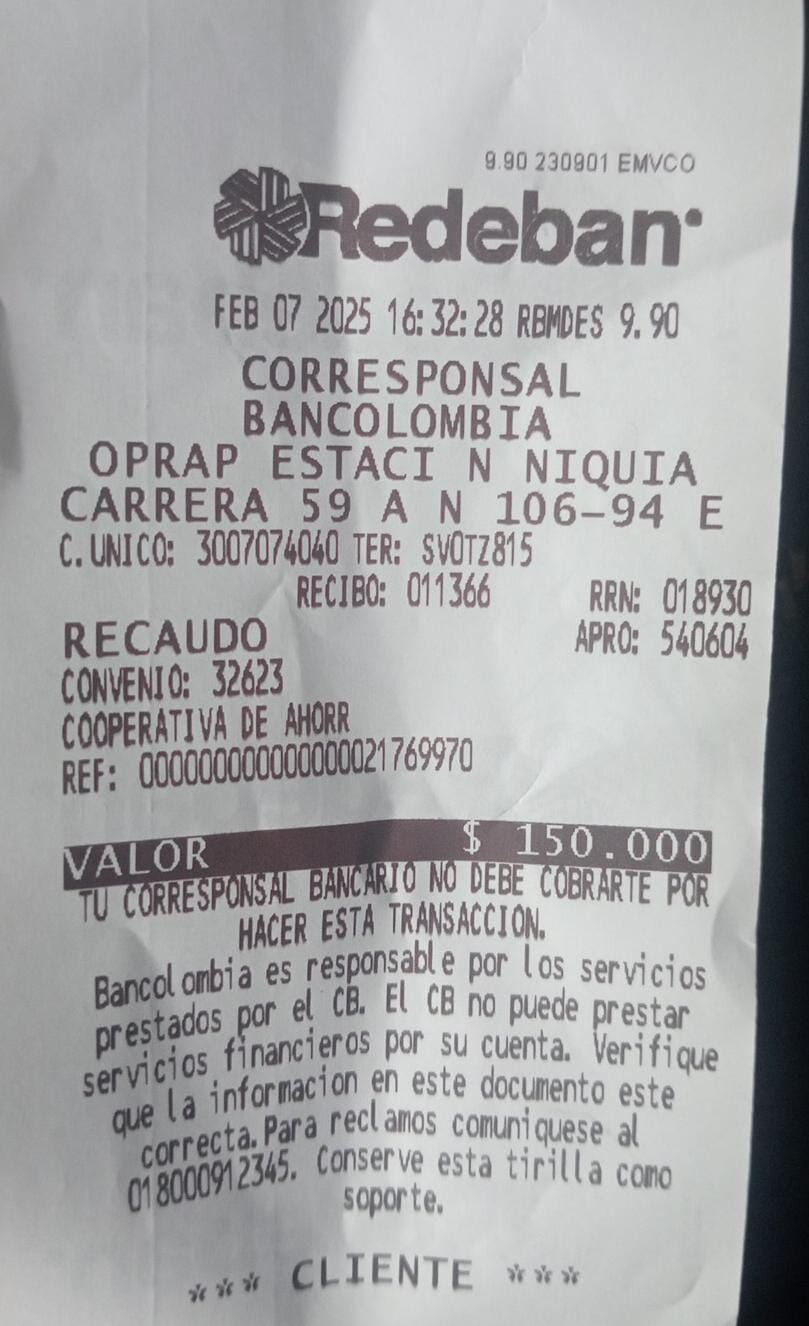 9.90 230901 EMVCO
Redeban
FEB 07 2025 16:32:28 RBMDES 9.90
CORRESPONSAL
BANCOLOMBIA
OPRAP ESTACI N NIQUIA
CARRERA 59 A N 106-94 E
C.UNICO: 3007074040 TER: SVOTZ815
RECIBO: 011366 RRN: 018930
RECAUDO APRO: 540604
CONVENIO: 32623
COOPERATIVA DE AHORR
REF: 0000000000000000021769970
VALOR $ 150.000
TU CORRESPONSAL BANCARIO NO DEBE COBRARTE POR
HACER ESTA TRANSACCION.
Bancolombia es responsable por los servicios
prestados por el CB. El CB no puede prestar
servicios financieros por su cuenta. Verifique
que la informacion en este documento este
correcta. Para reclamos comuniquese al
018000912345. Conserve esta tirilla como
soporte.
*** CLIENTE ***